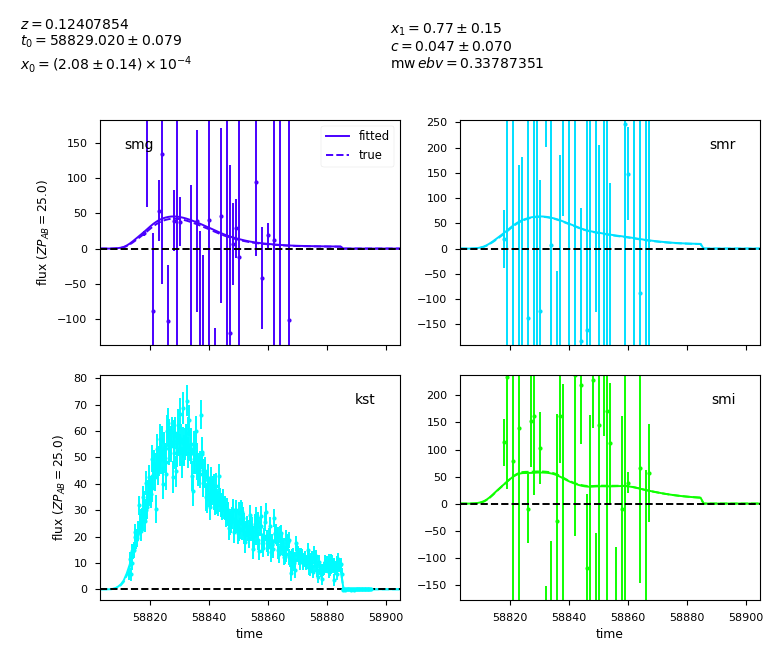 z = 0.12407854
t₀ = 58829.020 ± 0.079
x₀ = (2.08 ± 0.14) × 10⁻⁴
x₁ = 0.77 ± 0.15
c = 0.047 ± 0.070
mw ebv = 0.33787351
smg
fitted
true
flux (ZP_AB = 25.0)
150
100
50
0
−50
−100
smr
250
200
150
100
50
0
−50
−100
−150
kst
flux (ZP_AB = 25.0)
80
70
60
50
40
30
20
10
0
58820 58840 58860 58880 58900
time
smi
200
150
100
50
0
−50
−100
−150
58820 58840 58860 58880 58900
time